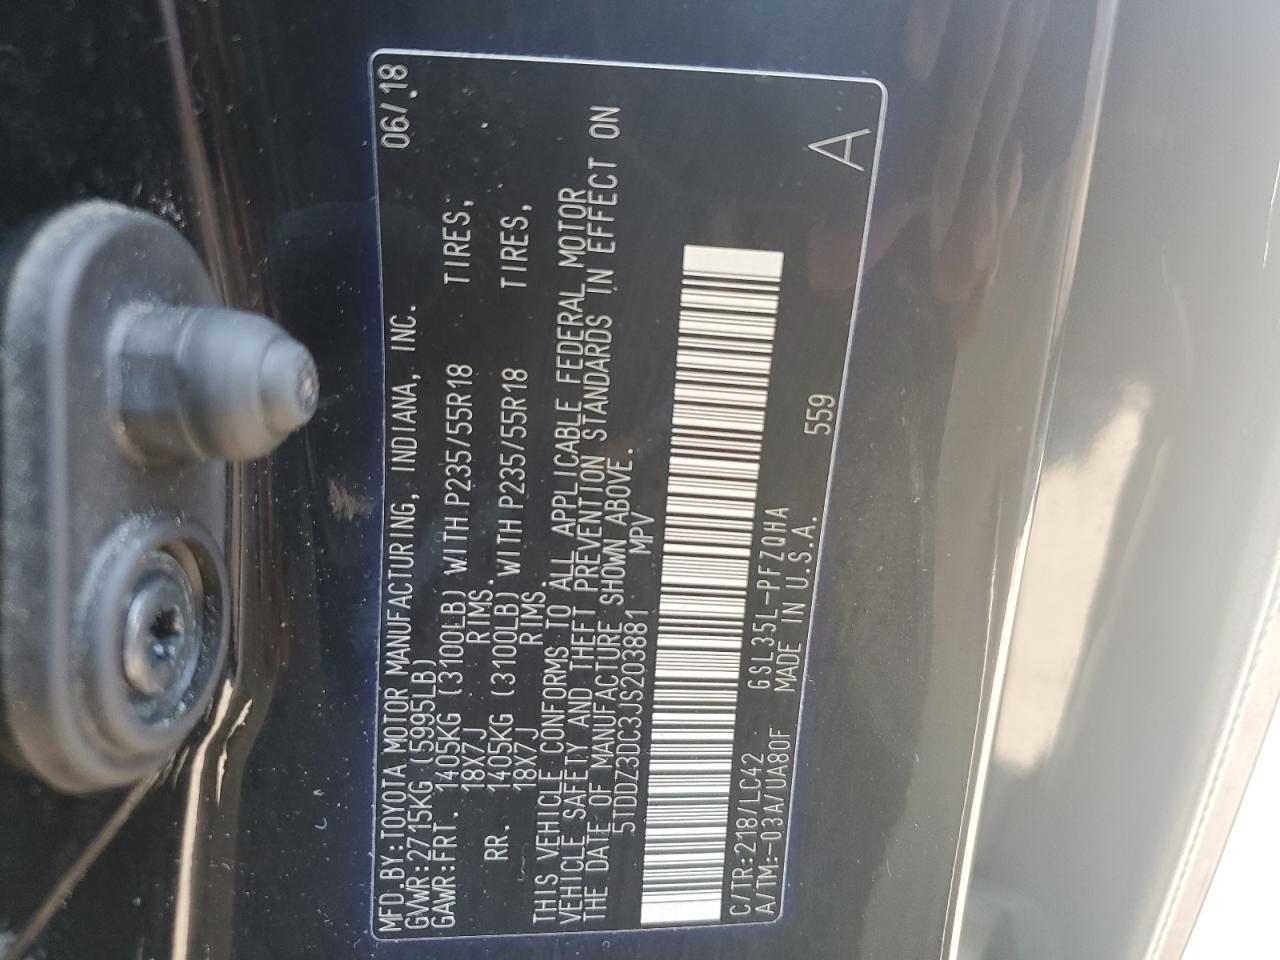 MFD.BY:TOYOTA MOTOR MANUFACTURING, INDIANA, INC. 06/18
GVWR:2715KG (5995LB)
GAWR:FRT. 1405KG (3100LB) WITH P235/55R18 TIRES,
18X7J RIMS.
RR. 1405KG (3100LB) WITH P235/55R18 TIRES,
18X7J RIMS.
THIS VEHICLE CONFORMS TO ALL APPLICABLE FEDERAL MOTOR
VEHICLE SAFETY AND THEFT PREVENTION STANDARDS IN EFFECT ON
THE DATE OF MANUFACTURE SHOWN ABOVE.
5TDDZ3DC3JS203881 MPV
C/TR:218/LC42 GSL35L-PFZQHA
A/TM:-03A/UA80F MADE IN U.S.A. 559
A